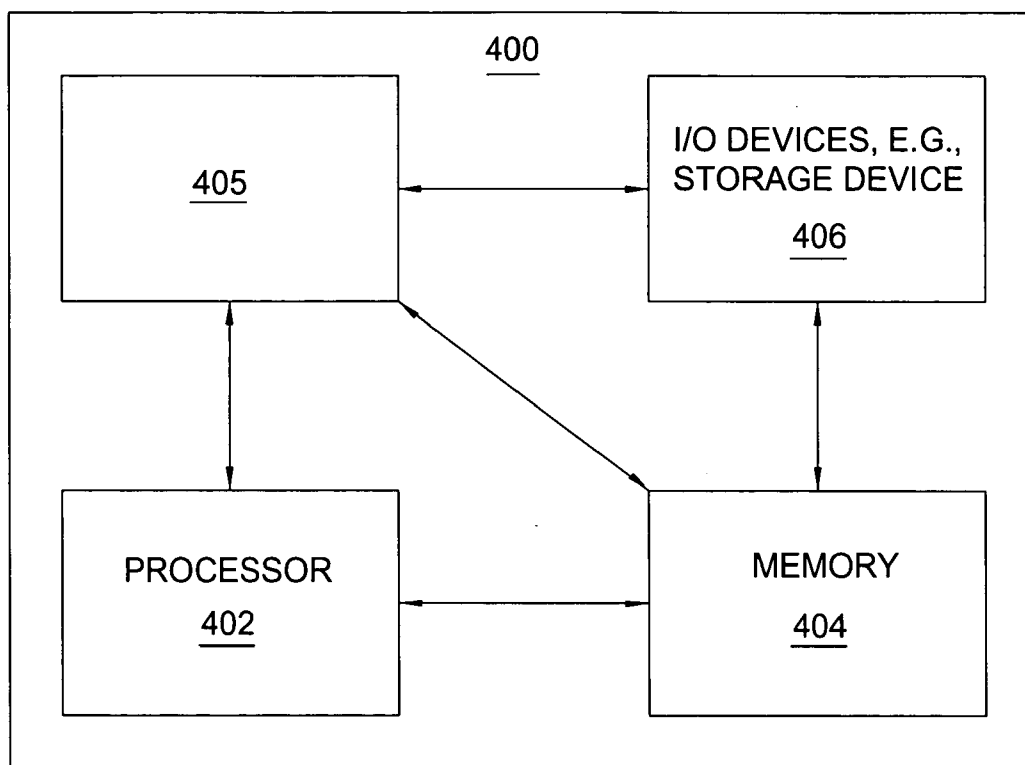 400
405
I/O DEVICES, E.G.,
STORAGE DEVICE
406
PROCESSOR
402
MEMORY
404